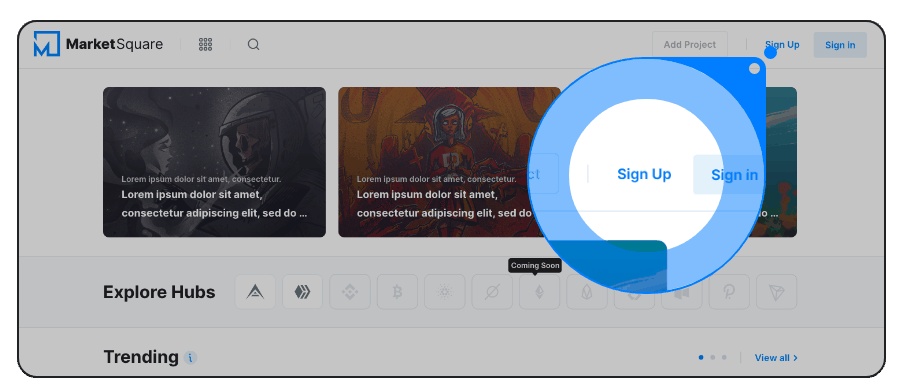 MarketSquare
Add Project
Sign Up
Sign in
Lorem ipsum dolor sit amet, consectetur.
Lorem ipsum dolor sit amet,
consectetur adipiscing elit, sed do ...
Lorem ipsum dolor sit amet, consectetur.
Lorem ipsum dolor sit amet,
consectetur adipiscing elit, sed do
ct
Sign Up
Sign in
do ...
Coming Soon
Explore Hubs
Trending
View all